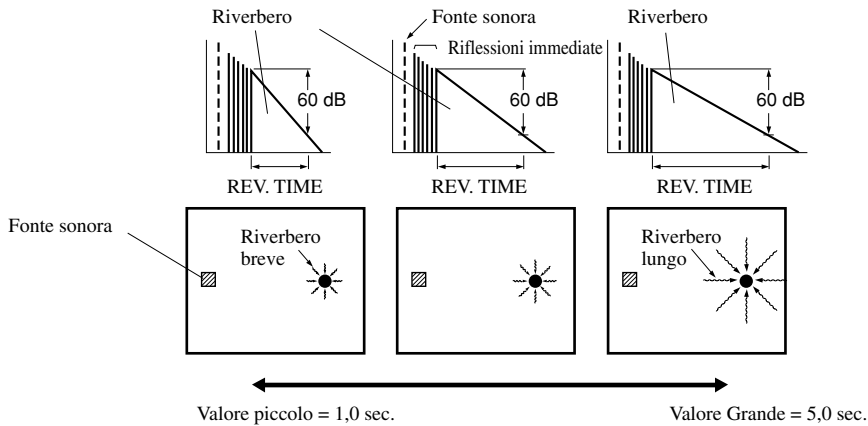 Riverbero
Fonte sonora
Riverbero
Riflessioni immediate
60 dB
60 dB
60 dB
REV. TIME
REV. TIME
REV. TIME
Fonte sonora
Riverbero
breve
Riverbero
lungo
Valore piccolo = 1,0 sec.
Valore Grande = 5,0 sec.